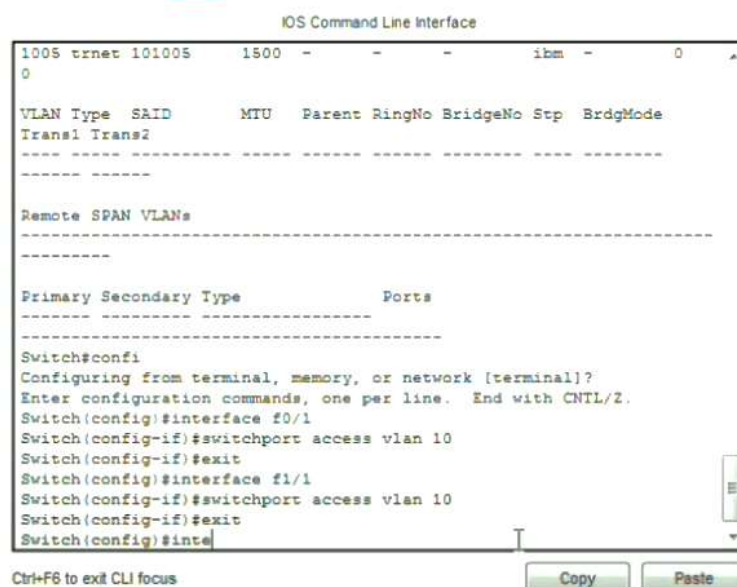 IOS Command Line Interface
1005 trnet 101005     1500  -      -      -        ibm  -        0
0
VLAN Type  SAID       MTU   Parent RingNo BridgeNo Stp  BrdgMode
Trans1 Trans2
---- ----- ---------- ----- ------ ------ -------- ---- --------
------ ------
Remote SPAN VLANs
---------------------------------------------------------------------
---------
Primary Secondary Type              Ports
------- --------- -----------------
------------------------------------------
Switch#confi
Configuring from terminal, memory, or network [terminal]?
Enter configuration commands, one per line.  End with CNTL/Z.
Switch(config)#interface f0/1
Switch(config-if)#switchport access vlan 10
Switch(config-if)#exit
Switch(config)#interface f1/1
Switch(config-if)#switchport access vlan 10
Switch(config-if)#exit
Switch(config)#inte
Ctrl+F6 to exit CLI focus
Copy
Paste